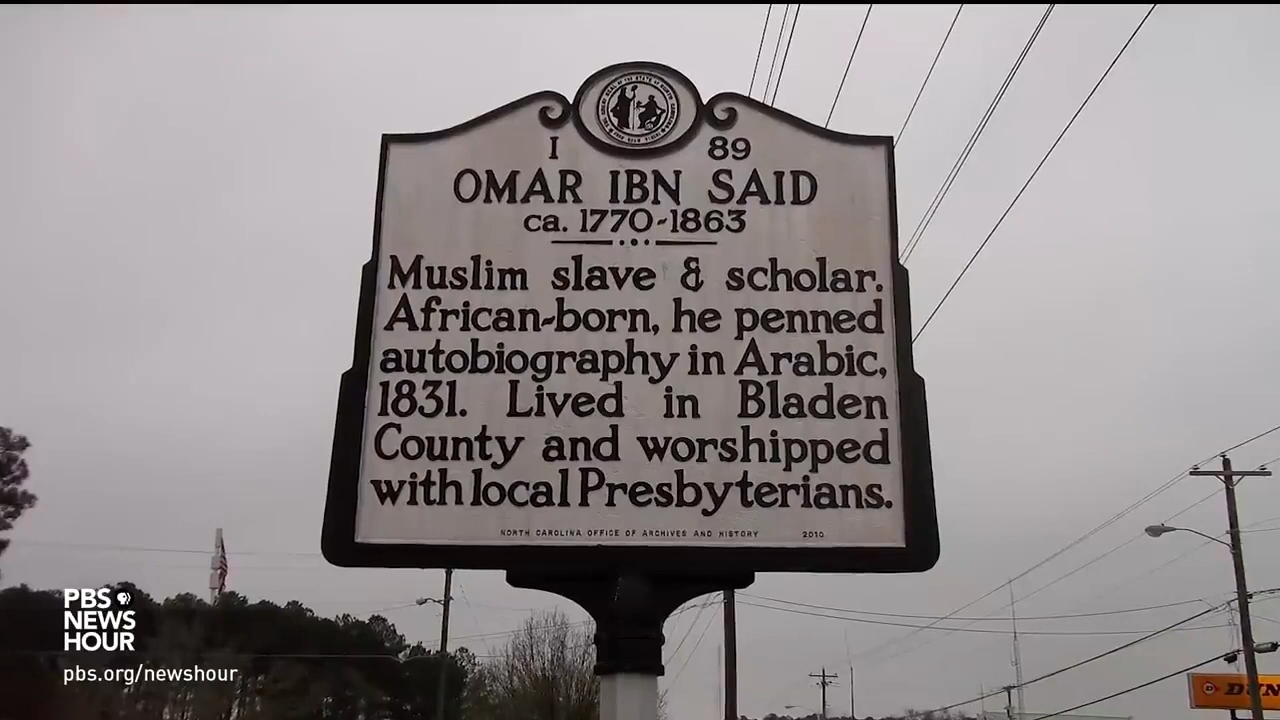 I 89
OMAR IBN SAID
ca. 1770-1863
Muslim slave & scholar.
African-born, he penned
autobiography in Arabic,
1831. Lived in Bladen
County and worshipped
with local Presbyterians.
NORTH CAROLINA OFFICE OF ARCHIVES AND HISTORY 2010
PBS
NEWS
HOUR
pbs.org/newshour